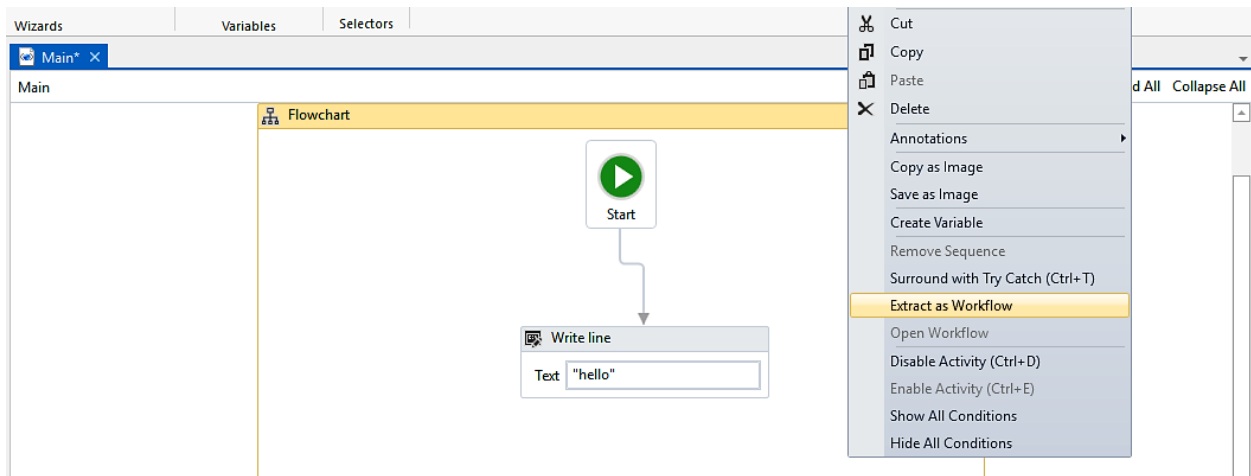 Wizards
Variables
Selectors
Main*
Main
d All Collapse All
Flowchart
Start
Write line
Text "hello"
Cut
Copy
Paste
Delete
Annotations
Copy as Image
Save as Image
Create Variable
Remove Sequence
Surround with Try Catch (Ctrl+T)
Extract as Workflow
Open Workflow
Disable Activity (Ctrl+D)
Enable Activity (Ctrl+E)
Show All Conditions
Hide All Conditions